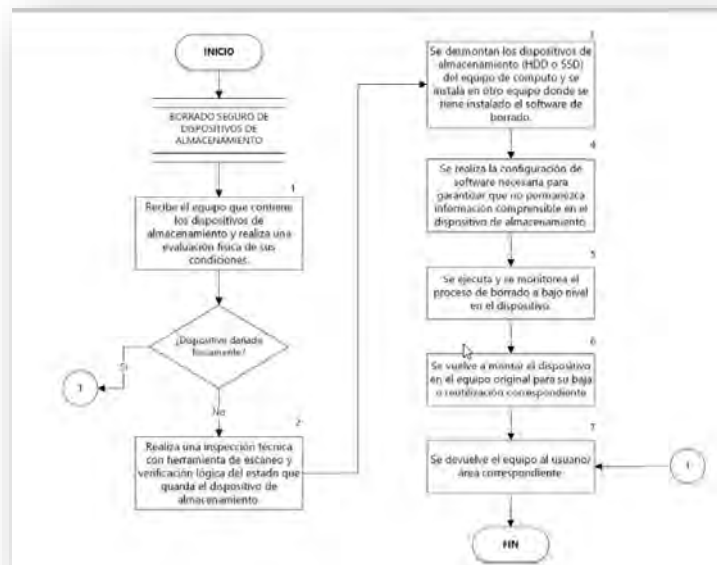 INICIO
BORRADO SEGURO DE
DISPOSITIVOS DE
ALMACENAMIENTO
1
Recibe el equipo que contiene
los dispositivos de
almacenamiento y realiza una
evaluación física de sus
condiciones.
¿Dispositivo dañado
físicamente?
Si
1
No
2
Realiza una inspección técnica
con herramienta de escaneo y
verificación lógica del estado que
guarda el dispositivo de
almacenamiento
Se desmontan los dispositivos de
almacenamiento (HDD o SSD)
del equipo de computo y se
instala en otro equipo donde se
tiene instalado el software de
borrado.
4
Se realiza la configuración de
software necesaria para
garantizar que no permanezca
información comprensible en el
dispositivo de almacenamiento
5
Se ejecuta y se monitorea el
proceso de borrado a bajo nivel
en el dispositivo.
6
Se vuelve a montar el dispositivo
en el equipo original para su baja
o reutilización correspondiente
7
Se devuelve el equipo al usuario/
área correspondiente
1
FIN